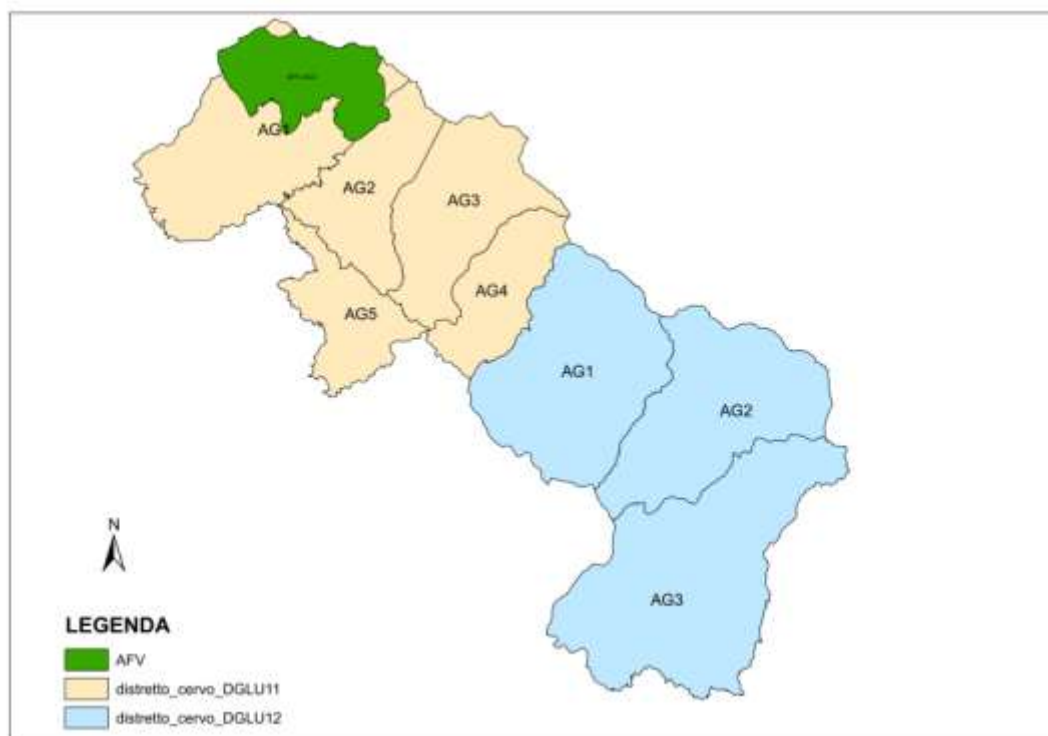 AG1
AG2
AG3
AG4
AG5
AG1
AG2
AG3
N
LEGENDA
AFV
distretto_cervo_DGLU11
distretto_cervo_DGLU12